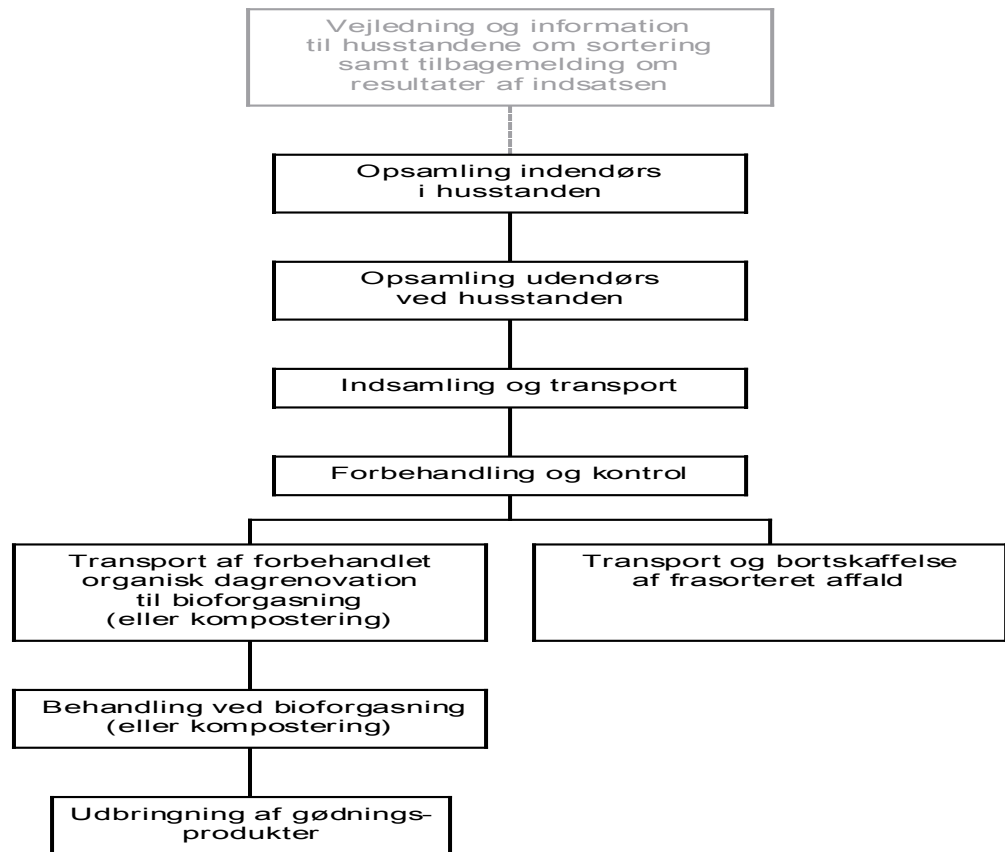 Vejledning og information
til husstandene om sortering
samt tilbagemelding om
resultater af indsatsen
Opsamling indendørs
i husstanden
Opsamling udendørs
ved husstanden
Indsamling og transport
Forbehandling og kontrol
Transport af forbehandlet
organisk dagrenovation
til bioforgasning
(eller kompostering)
Transport og bortskaffelse
af frasorteret affald
Behandling ved bioforgasning
(eller kompostering)
Udbringning af gødnings-
produkter